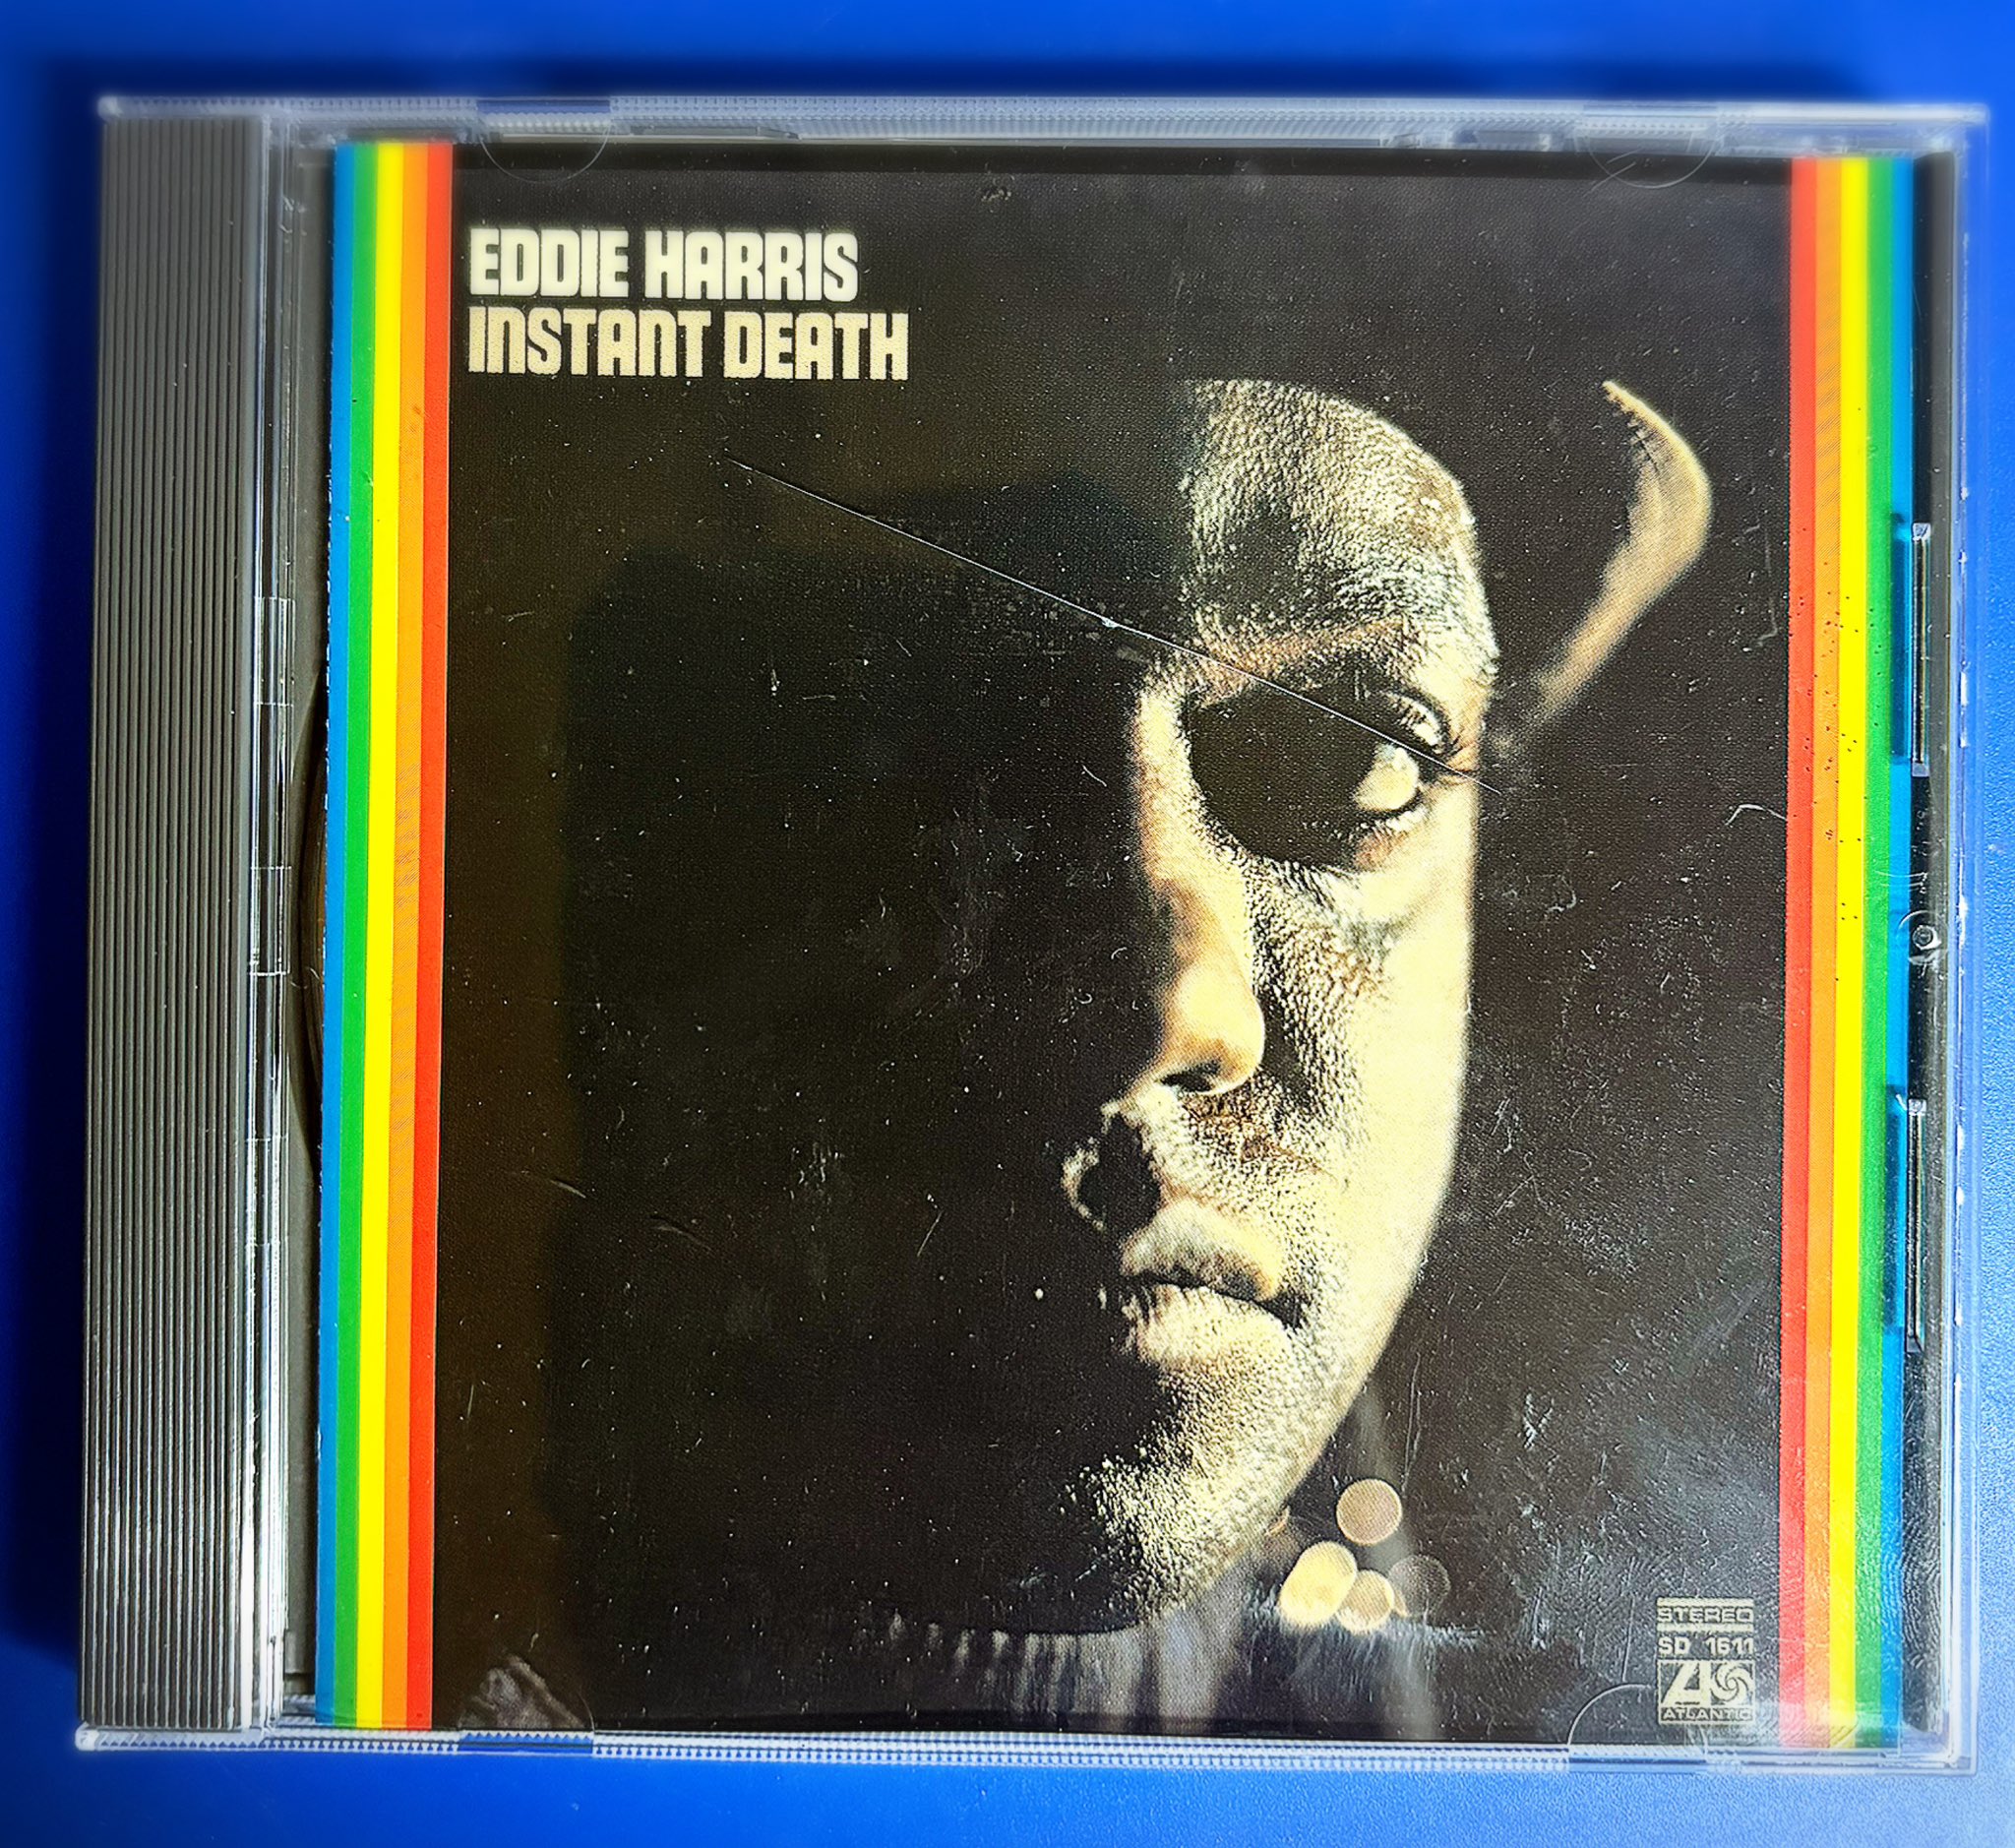 EDDIE HARRIS
INSTANT DEATH
STEREO
SD 1611
ATLANTIC